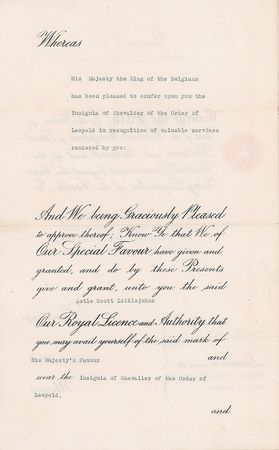 Whereas
His Majesty the King of the Belgians
has been pleased to confer upon you the
Insignia of Chevalier of the Order of
Leopold in recognition of valuable services
rendered by you;
And We being Graciously Pleased
to approve thereof; Know Ye that We of
Our Special Favour have given and
granted, and do by these Presents
give and grant, unto you the said
Astle Scott Littlejohns
Our Royal Licence and Authority that
you may avail yourself of the said mark of
His Majesty's Favour and
wear the Insignia of Chevalier of the Order of
Leopold,
and